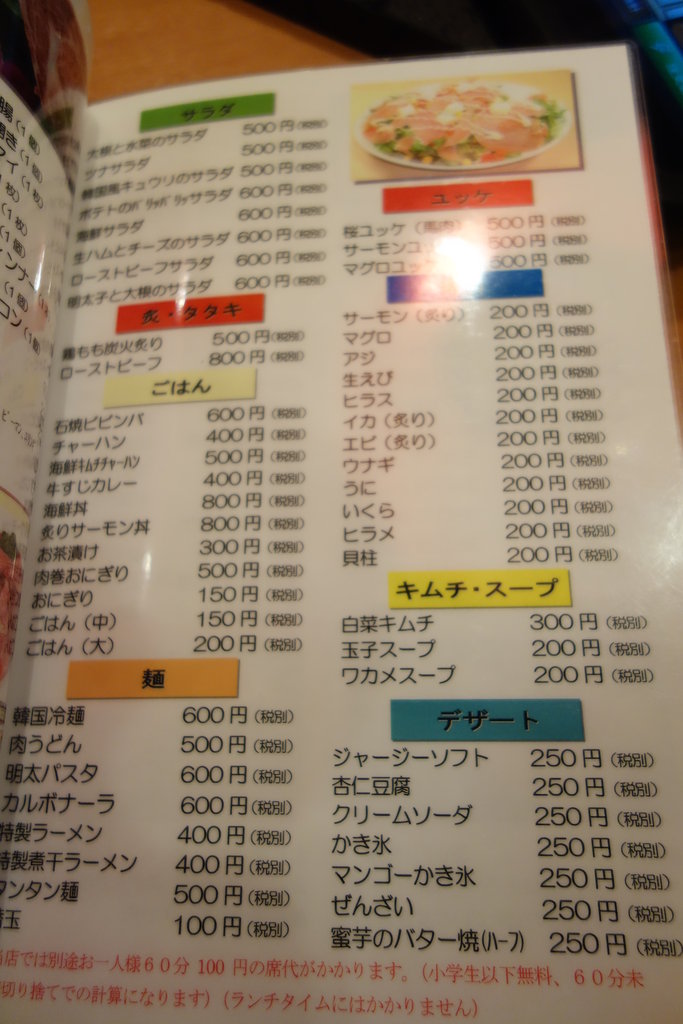 サラダ
大根と水菜のサラダ 500円(税別)
ツナサラダ 500円(税別)
韓国風キュウリのサラダ 500円(税別)
ポテトのパリッパリッサラダ 600円(税別)
海鮮サラダ 600円(税別)
生ハムとチーズのサラダ 600円(税別)
ローストビーフサラダ 600円(税別)
明太子と大根のサラダ 600円(税別)
炙・タタキ
鶏もも炭火炙り 500円(税別)
ローストビーフ 800円(税別)
ごはん
石焼ビビンバ 600円(税別)
チャーハン 400円(税別)
海鮮キムチチャーハン 500円(税別)
牛すじカレー 400円(税別)
海鮮丼 800円(税別)
炙りサーモン丼 800円(税別)
お茶漬け 300円(税別)
肉巻おにぎり 500円(税別)
おにぎり 150円(税別)
ごはん(中) 150円(税別)
ごはん(大) 200円(税別)
麺
韓国冷麺 600円(税別)
肉うどん 500円(税別)
明太パスタ 600円(税別)
カルボナーラ 600円(税別)
特製ラーメン 400円(税別)
特製煮干ラーメン 400円(税別)
タンタン麺 500円(税別)
替玉 100円(税別)
ユッケ
桜ユッケ(馬肉) 500円(税別)
サーモンユッケ 500円(税別)
マグロユッケ 500円(税別)
サーモン(炙り) 200円(税別)
マグロ 200円(税別)
アジ 200円(税別)
生えび 200円(税別)
ヒラス 200円(税別)
イカ(炙り) 200円(税別)
エビ(炙り) 200円(税別)
ウナギ 200円(税別)
うに 200円(税別)
いくら 200円(税別)
ヒラメ 200円(税別)
貝柱 200円(税別)
キムチ・スープ
白菜キムチ 300円(税別)
玉子スープ 200円(税別)
ワカメスープ 200円(税別)
デザート
ジャージーソフト 250円(税別)
杏仁豆腐 250円(税別)
クリームソーダ 250円(税別)
かき氷 250円(税別)
マンゴーかき氷 250円(税別)
ぜんざい 250円(税別)
蜜芋のバター焼(ハーフ) 250円(税別)
当店では別途お一人様60分 100 円の席代がかかります。(小学生以下無料、60分未
切り捨てでの計算になります)(ランチタイムにはかかりません)